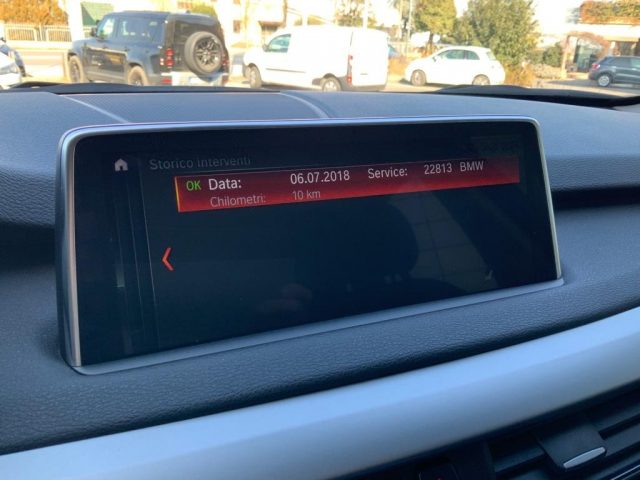 Storico Interventi
OK Data: 06.07.2018 Service: 22813 BMW
Chilometri: 10 km